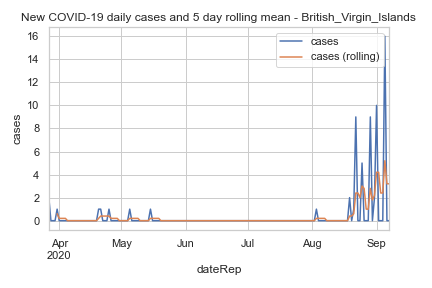 New COVID-19 daily cases and 5 day rolling mean - British_Virgin_Islands
cases
cases (rolling)
16
14
12
10
8
6
4
2
0
cases
Apr
2020
May
Jun
Jul
Aug
Sep
dateRep